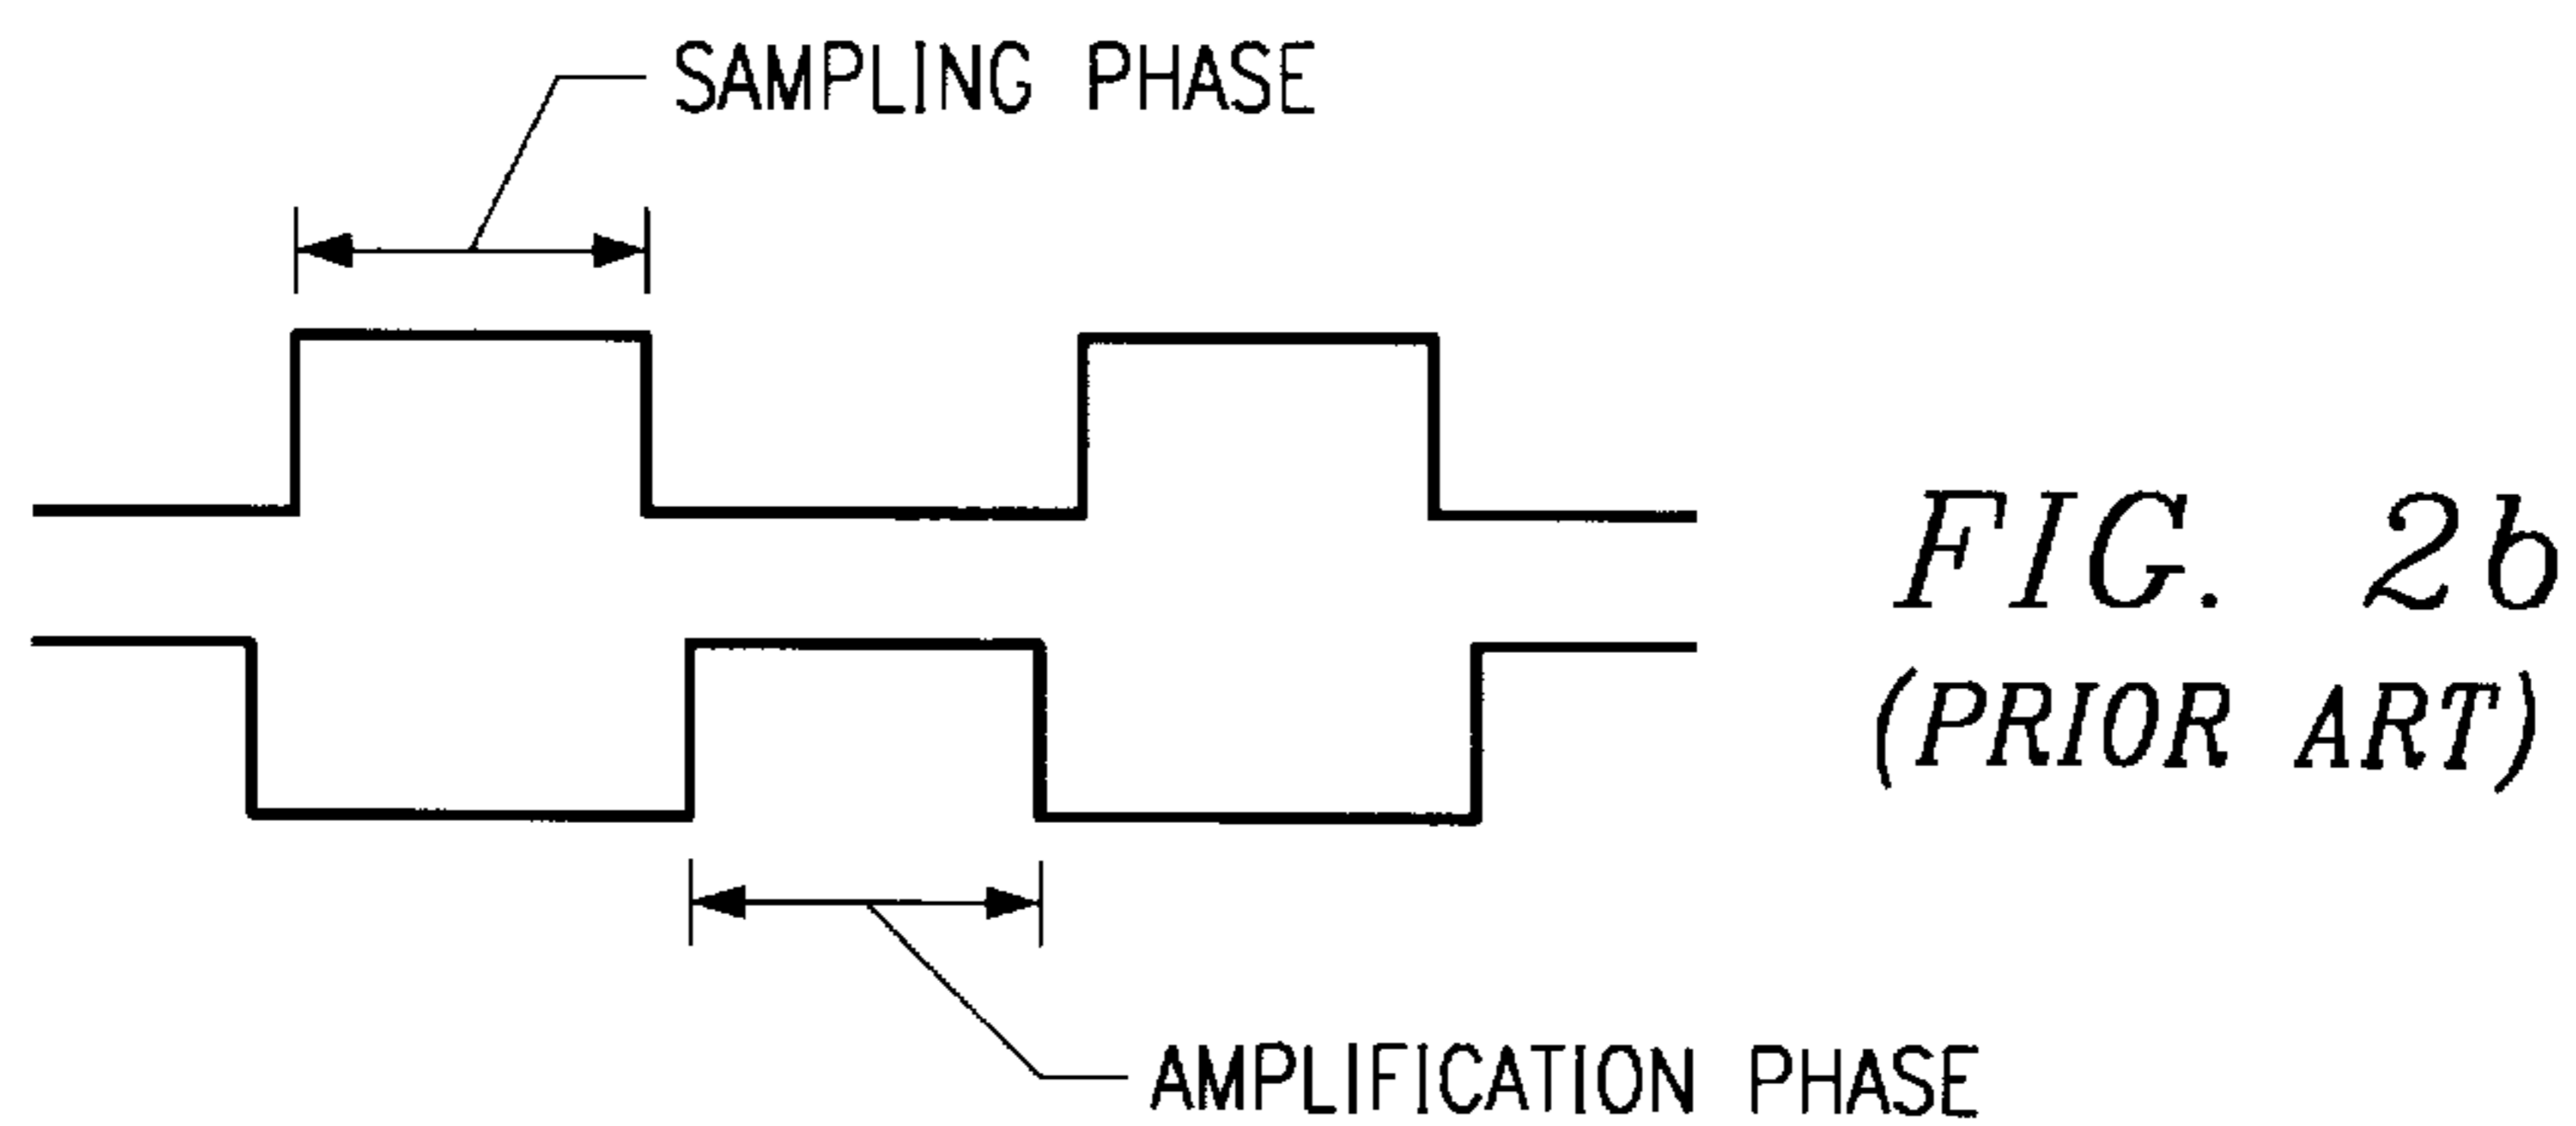 SAMPLING PHASE
FIG. 2b
(PRIOR ART)
AMPLIFICATION PHASE